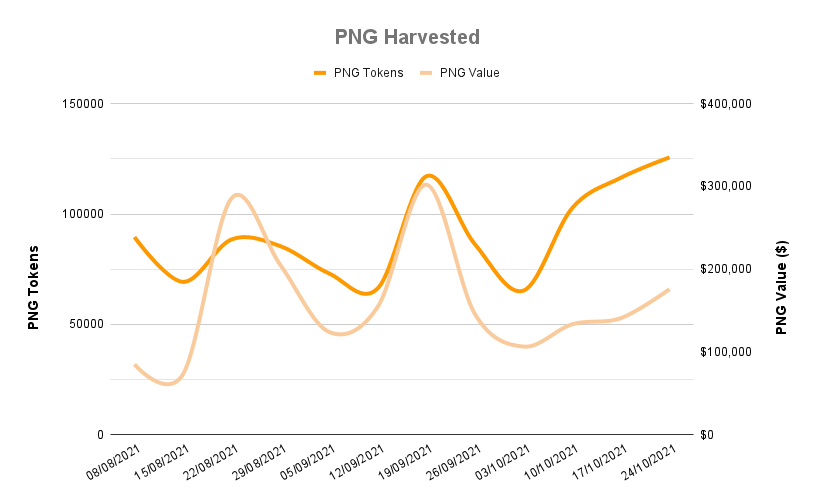 PNG Harvested
PNG Tokens PNG Value
150000 $400,000
$300,000
100000
$200,000
50000
$100,000
0 $0
PNG Tokens
PNG Value ($)
08/08/2021 15/08/2021 22/08/2021 29/08/2021 05/09/2021 12/09/2021 19/09/2021 26/09/2021 03/10/2021 10/10/2021 17/10/2021 24/10/2021